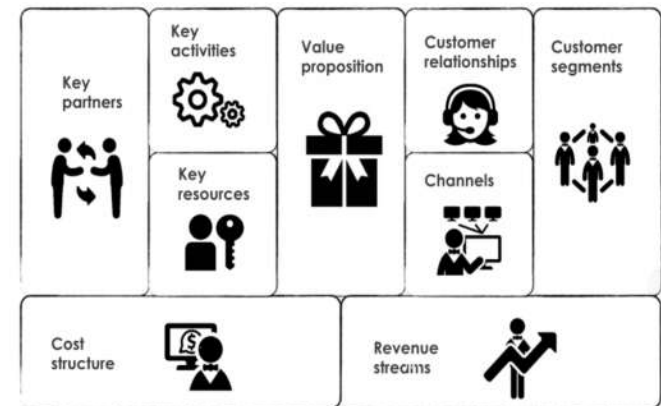 Key
partners
Key
activities
Key
resources
Value
proposition
Customer
relationships
Channels
Customer
segments
Cost
structure
$
Revenue
streams